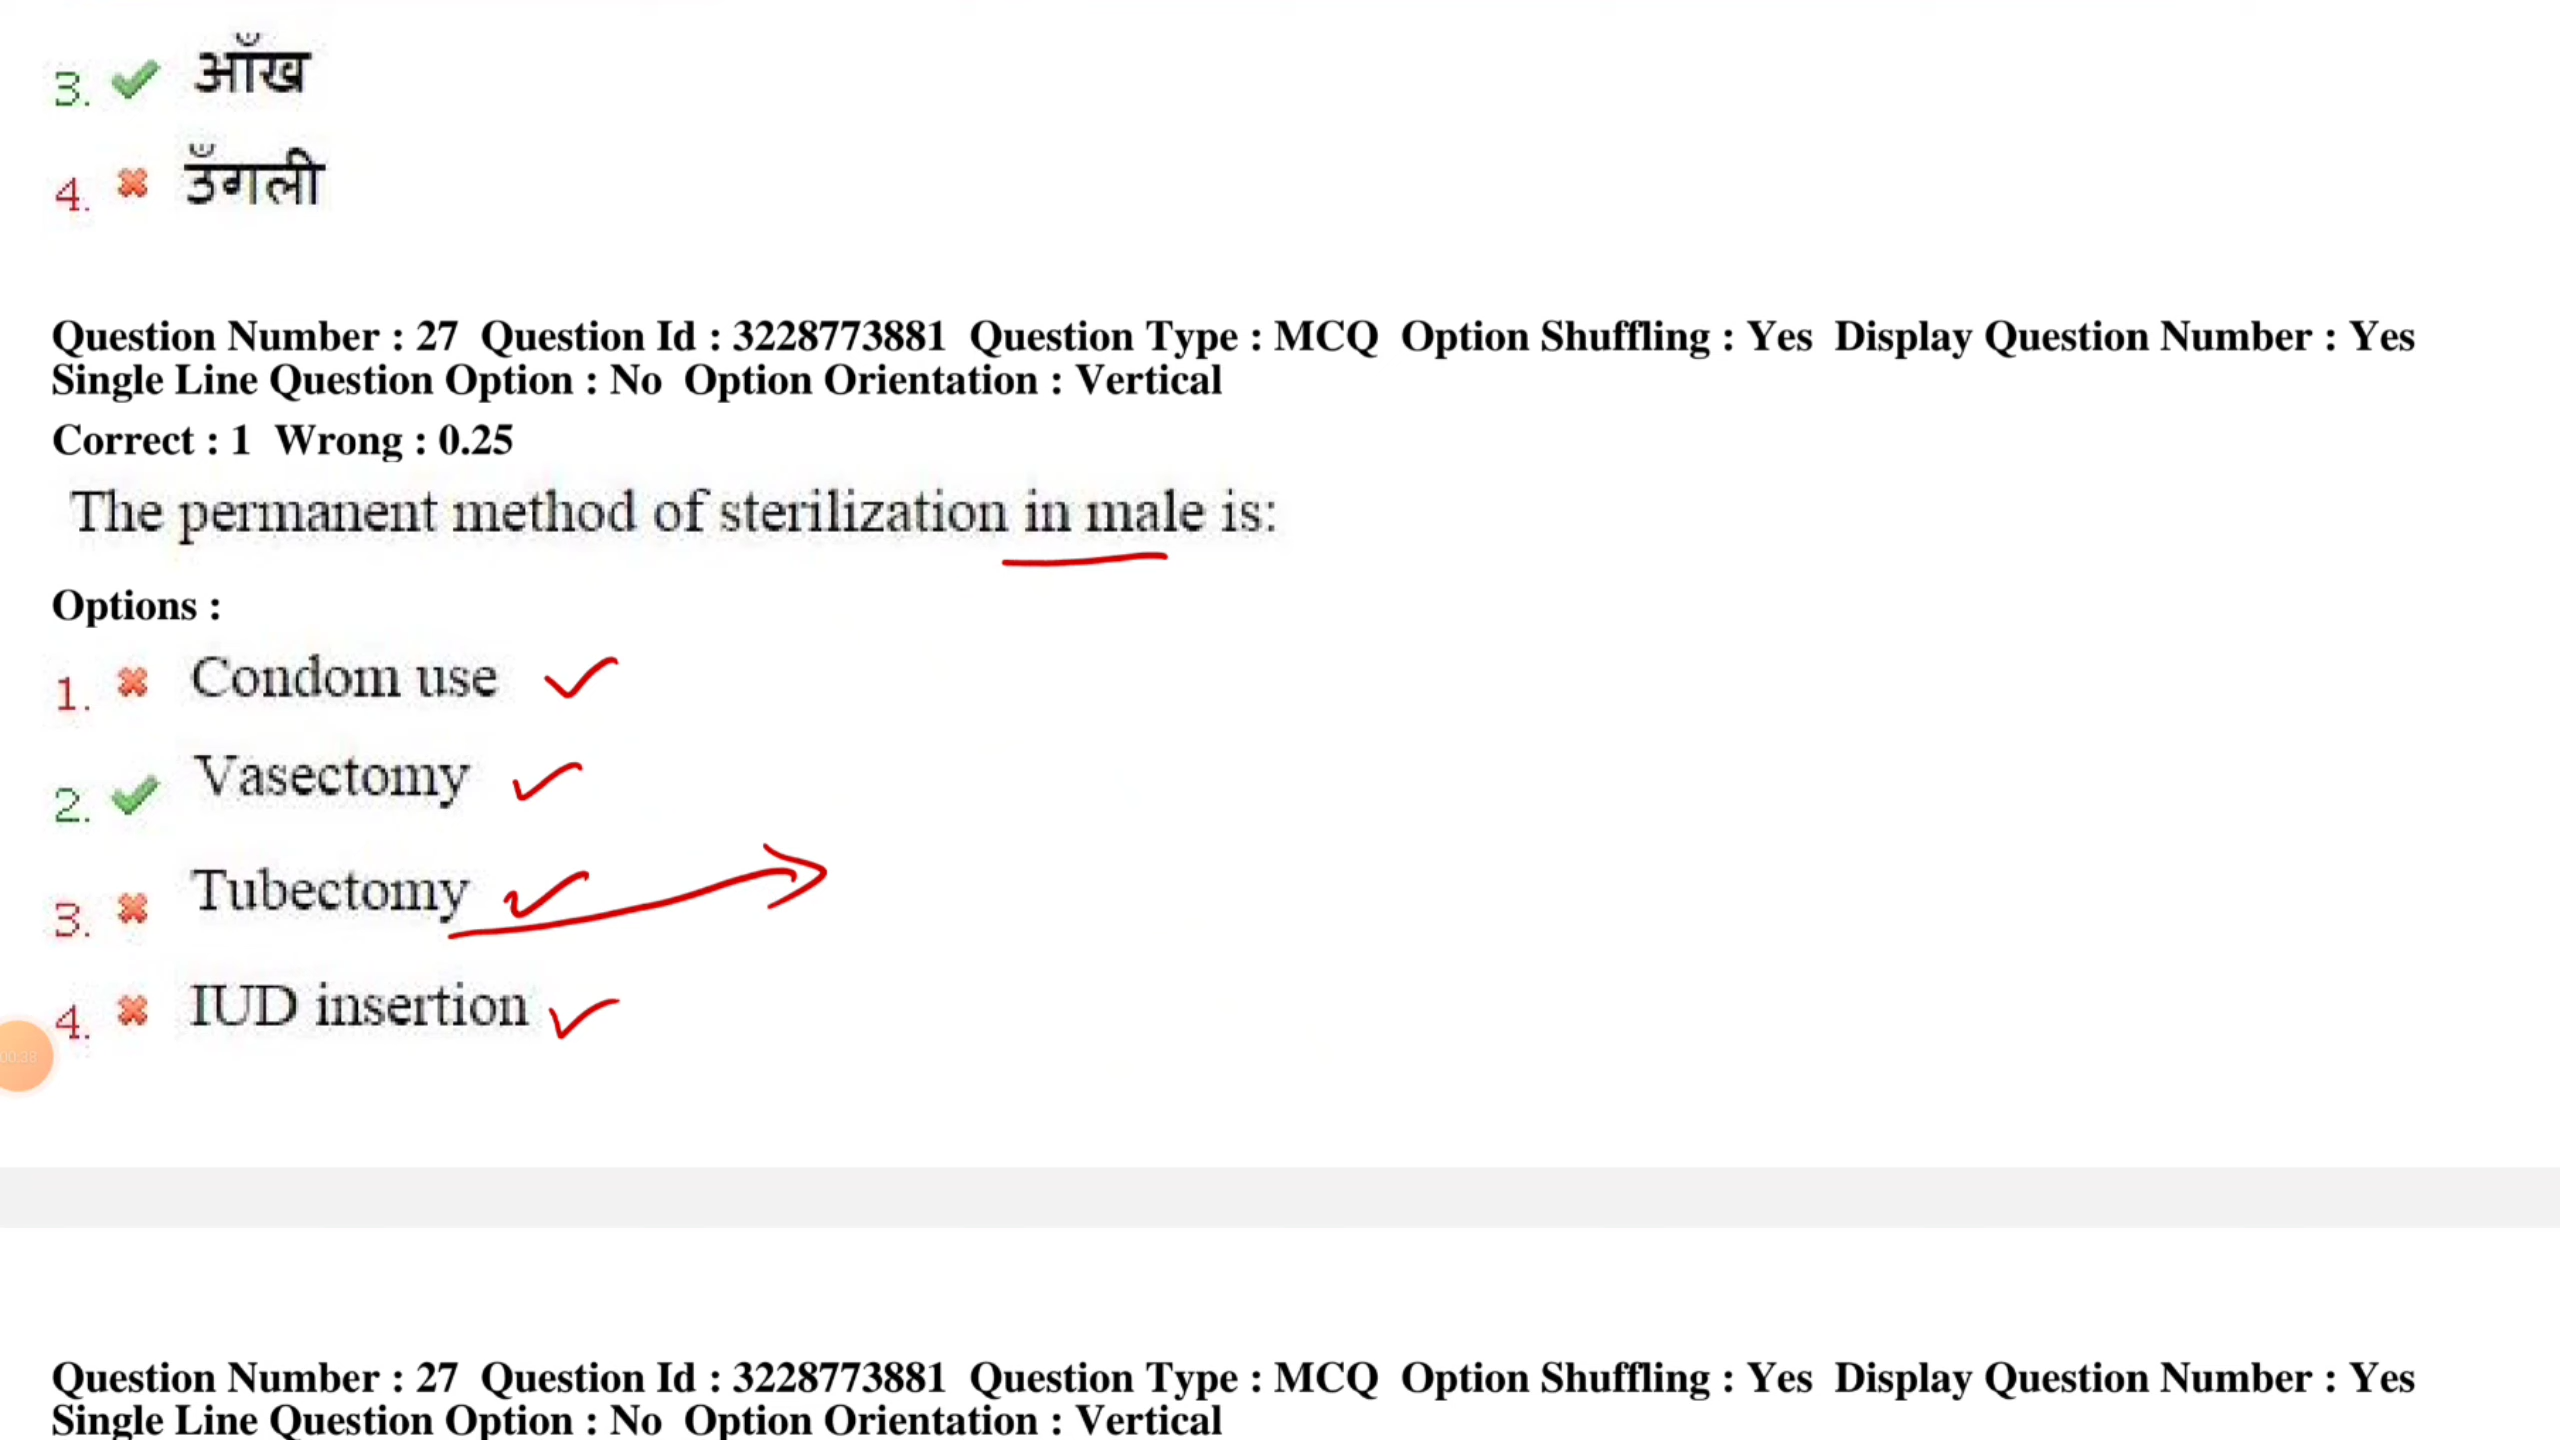 3. आँख
4. उँगली
Question Number : 27 Question Id : 3228773881 Question Type : MCQ Option Shuffling : Yes Display Question Number : Yes
Single Line Question Option : No Option Orientation : Vertical
Correct : 1 Wrong : 0.25
The permanent method of sterilization in male is:
Options :
1. Condom use
2. Vasectomy
3. Tubectomy
4. IUD insertion
00:38
Question Number : 27 Question Id : 3228773881 Question Type : MCQ Option Shuffling : Yes Display Question Number : Yes
Single Line Question Option : No Option Orientation : Vertical